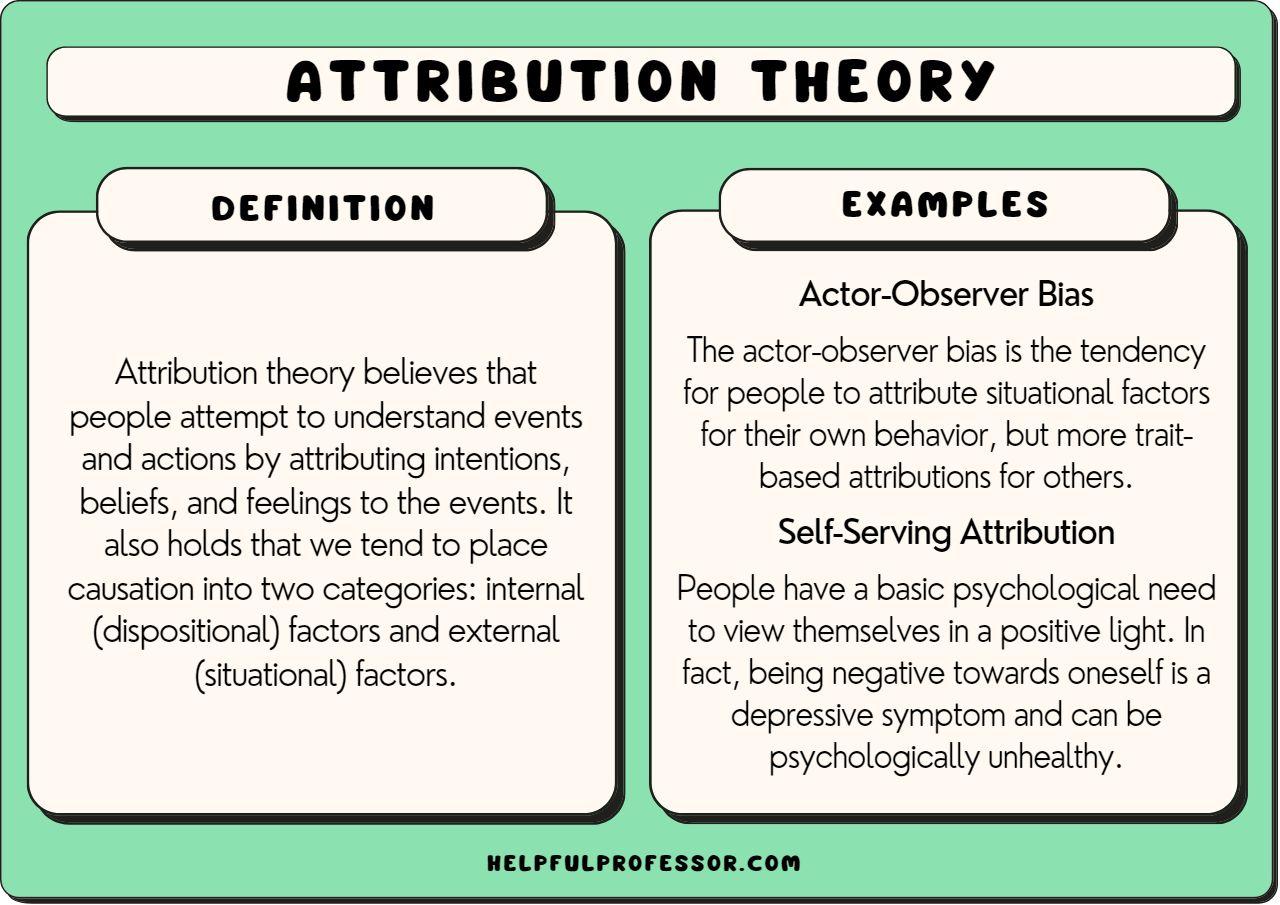 ATTRIBUTION THEORY
DEFINITION
Attribution theory believes that
people attempt to understand events
and actions by attributing intentions,
beliefs, and feelings to the events. It
also holds that we tend to place
causation into two categories: internal
(dispositional) factors and external
(situational) factors.
EXAMPLES
Actor-Observer Bias
The actor-observer bias is the tendency
for people to attribute situational factors
for their own behavior, but more trait-
based attributions for others.
Self-Serving Attribution
People have a basic psychological need
to view themselves in a positive light. In
fact, being negative towards oneself is a
depressive symptom and can be
psychologically unhealthy.
HELPFULPROFESSOR.COM